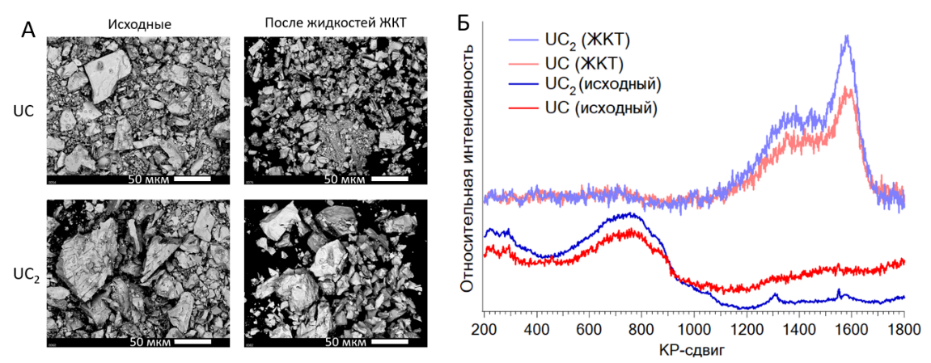 А
Исходные
После жидкостей ЖКТ
UC
50 мкм
50 мкм
UC₂
50 мкм
50 мкм
Б
Относительная интенсивность
UC₂ (ЖКТ)
UC (ЖКТ)
UC₂ (исходный)
UC (исходный)
200 400 600 800 1000 1200 1400 1600 1800
КР-сдвиг